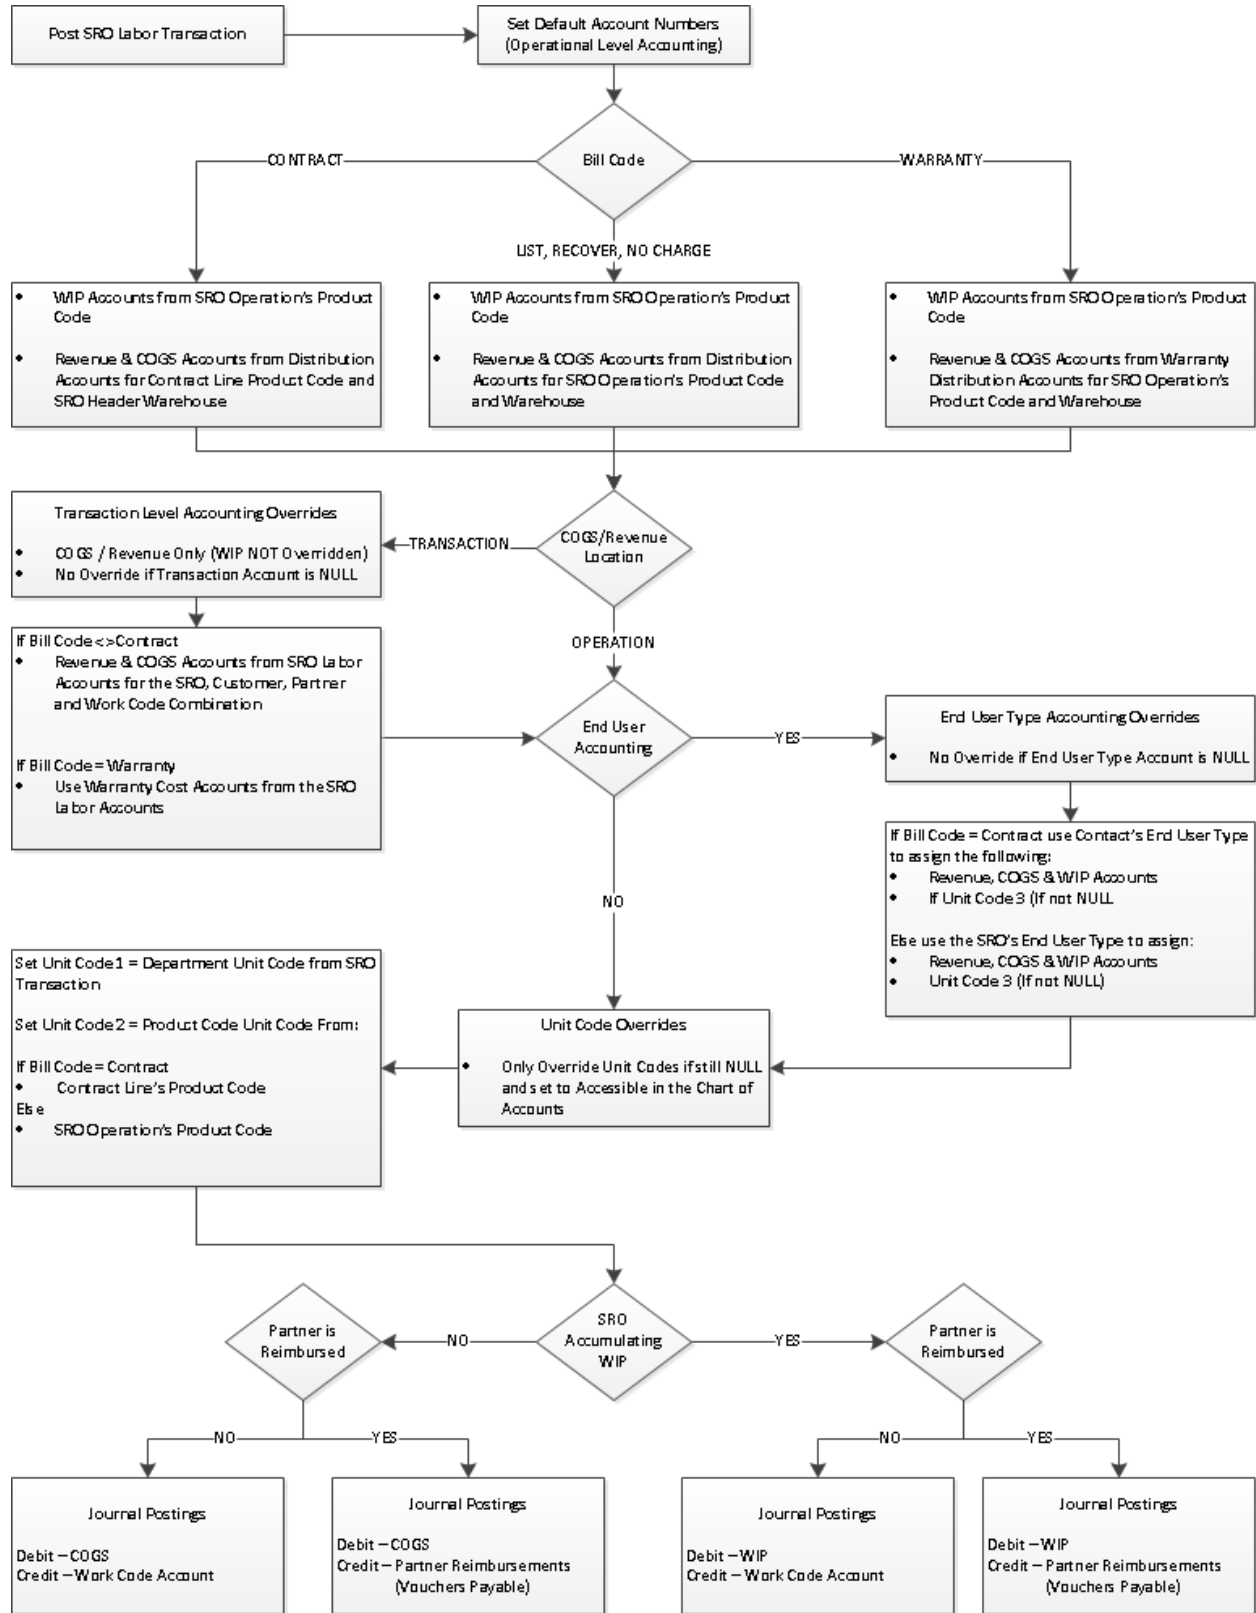 Post SRO Labor Transaction
Set Default Account Numbers
(Operational Level Accounting)
Bill Code
CONTRACT
WARRANTY
LIST, RECOVER, NO CHARGE
• WIP Accounts from SRO Operation's Product
Code
• Revenue & COGS Accounts from Distribution
Accounts for Contract Line Product Code and
SRO Header Warehouse
• WIP Accounts from SRO Operation's Product
Code
• Revenue & COGS Accounts from Distribution
Accounts for SRO Operation's Product Code
and Warehouse
• WIP Accounts from SRO Operation's Product
Code
• Revenue & COGS Accounts from Warranty
Distribution Accounts for SRO Operation's
Product Code and Warehouse
COGS/Revenue
Location
TRANSACTION
Transaction Level Accounting Overrides
• COGS / Revenue Only (WIP NOT Overridden)
• No Override if Transaction Account is NULL
OPERATION
If Bill Code <> Contract
• Revenue & COGS Accounts from SRO Labor
Accounts for the SRO, Customer, Partner
and Work Code Combination
If Bill Code = Warranty
• Use Warranty Cost Accounts from the SRO
Labor Accounts
End User
Accounting
YES
End User Type Accounting Overrides
• No Override if End User Type Account is NULL
If Bill Code = Contract use Contact's End User Type
to assign the following:
• Revenue, COGS & WIP Accounts
• If Unit Code 3 (If not NULL
Else use the SRO's End User Type to assign:
• Revenue, COGS & WIP Accounts
• Unit Code 3 (If not NULL)
NO
Unit Code Overrides
• Only Override Unit Codes if still NULL
and set to Accessible in the Chart of
Accounts
Set Unit Code 1 = Department Unit Code from SRO
Transaction
Set Unit Code 2 = Product Code Unit Code From:
If Bill Code = Contract
• Contract Line's Product Code
Else
• SRO Operation's Product Code
SRO
Accumulating
WIP
NO
YES
Partner is
Reimbursed
Partner is
Reimbursed
NO
YES
NO
YES
Journal Postings
Debit – COGS
Credit – Work Code Account
Journal Postings
Debit – COGS
Credit – Partner Reimbursements
(Vouchers Payable)
Journal Postings
Debit – WIP
Credit – Work Code Account
Journal Postings
Debit – WIP
Credit – Partner Reimbursements
(Vouchers Payable)